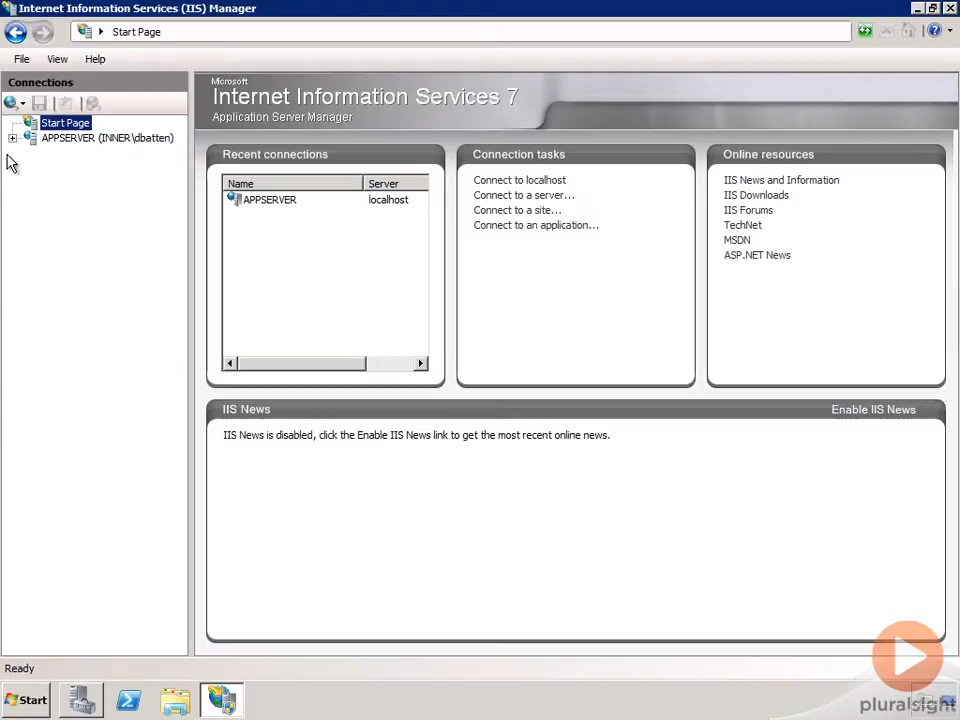 Internet Information Services (IIS) Manager
Start Page
File View Help
Connections
Start Page
APPSERVER (INNER\dbatten)
Microsoft
Internet Information Services 7
Application Server Manager
Recent connections
Name Server
APPSERVER localhost
Connection tasks
Connect to localhost
Connect to a server...
Connect to a site...
Connect to an application...
Online resources
IIS News and Information
IIS Downloads
IIS Forums
TechNet
MSDN
ASP.NET News
IIS News Enable IIS News
IIS News is disabled, click the Enable IIS News link to get the most recent online news.
Ready
Start
pluralsight